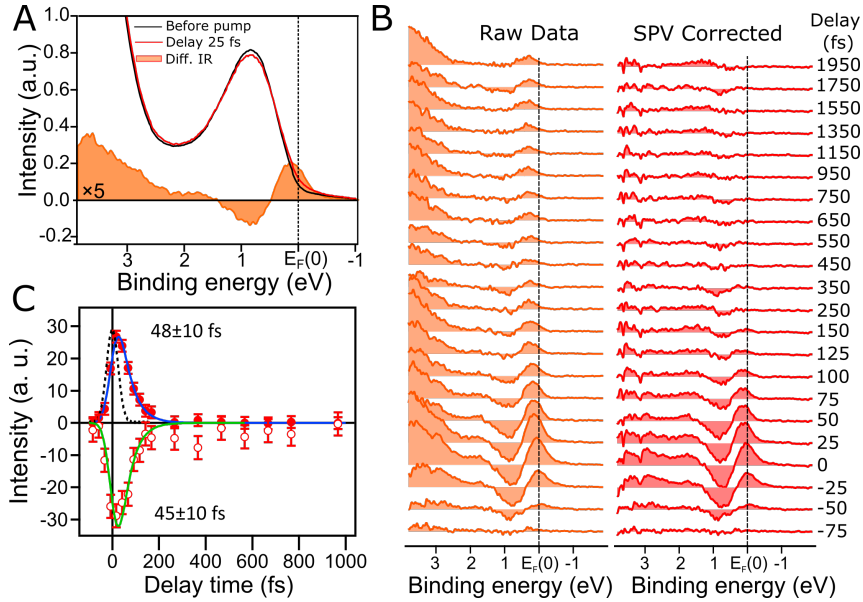 A
Before pump
Delay 25 fs
Diff. IR
Intensity (a.u.)
1.0
0.8
0.6
0.4
0.2
0.0
-0.2
×5
3 2 1 E_F(0) -1
Binding energy (eV)
B
Raw Data
SPV Corrected
Delay
(fs)
1950
1750
1550
1350
1150
950
750
650
550
450
350
250
150
125
100
75
50
25
0
-25
-50
-75
3 2 1 E_F(0) -1
3 2 1 E_F(0) -1
Binding energy (eV)
Binding energy (eV)
C
Intensity (a. u.)
30
20
10
0
-10
-20
-30
48±10 fs
45±10 fs
0 200 400 600 800 1000
Delay time (fs)